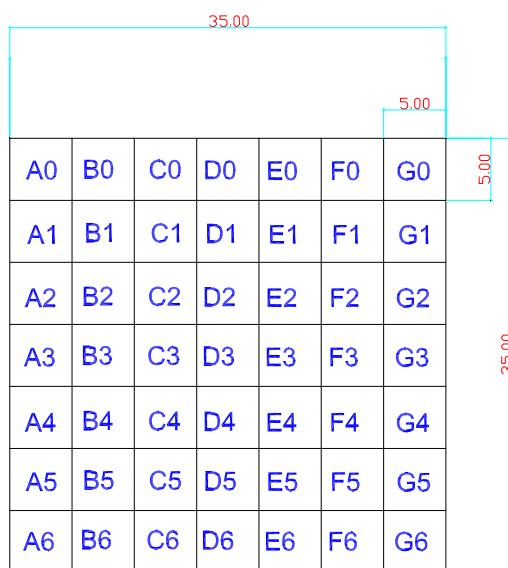 35.00
5.00
A0 B0 C0 D0 E0 F0 G0 5.00
A1 B1 C1 D1 E1 F1 G1
A2 B2 C2 D2 E2 F2 G2
A3 B3 C3 D3 E3 F3 G3 35.00
A4 B4 C4 D4 E4 F4 G4
A5 B5 C5 D5 E5 F5 G5
A6 B6 C6 D6 E6 F6 G6